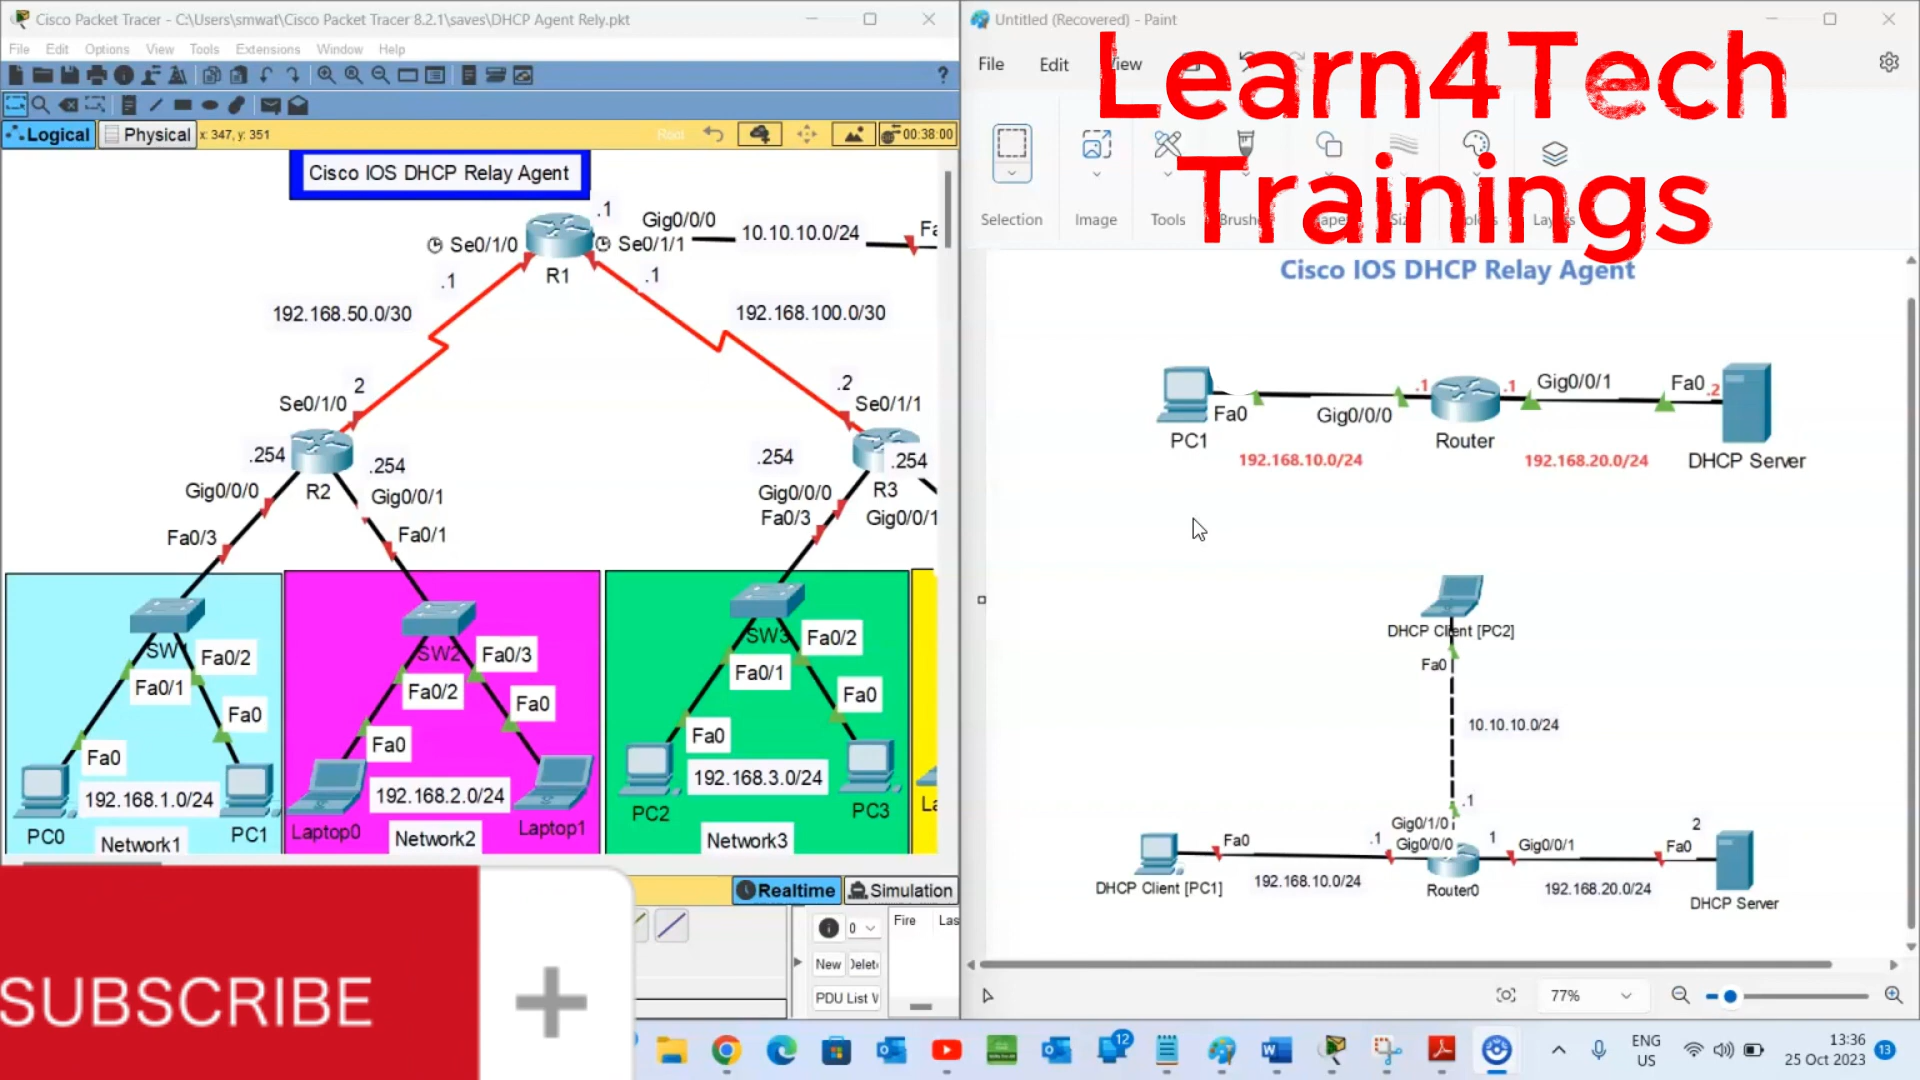 Cisco Packet Tracer - C:\Users\smwat\Cisco Packet Tracer 8.2.1\saves\DHCP Agent Rely.pkt
File Edit Options View Tools Extensions Window Help
?
Logical Physical x: 347, y: 351 Root 00:38:00
Cisco IOS DHCP Relay Agent
.1
Gig0/0/0
Se0/1/0
Se0/1/1
10.10.10.0/24
R1
.1
.1
192.168.50.0/30
192.168.100.0/30
2
.2
Se0/1/0
Se0/1/1
.254
.254
.254
.254
Gig0/0/0
R2
Gig0/0/1
Gig0/0/0
R3
Fa0/3
Fa0/1
Fa0/3
Gig0/0/1
SW1
Fa0/2
Fa0/1
Fa0
Fa0
192.168.1.0/24
PC0
PC1
Network1
SW2
Fa0/3
Fa0/2
Fa0
Fa0
192.168.2.0/24
Laptop0
Laptop1
Network2
SW3
Fa0/2
Fa0/1
Fa0
Fa0
192.168.3.0/24
PC2
PC3
Network3
Realtime Simulation
0
Fire
New
PDU List
SUBSCRIBE
Untitled (Recovered) - Paint
File Edit View
Learn4Tech
Trainings
Selection Image Tools
Cisco IOS DHCP Relay Agent
Fa0
Gig0/0/0
.1
.1
Gig0/0/1
Fa0
.2
PC1
Router
DHCP Server
192.168.10.0/24
192.168.20.0/24
DHCP Client [PC2]
Fa0
10.10.10.0/24
.1
Gig0/1/0
Fa0
.1
Gig0/0/0
1
Gig0/0/1
2
Fa0
DHCP Client [PC1]
192.168.10.0/24
Router0
192.168.20.0/24
DHCP Server
77%
12
ENG
US
13:36
25 Oct 2023
13